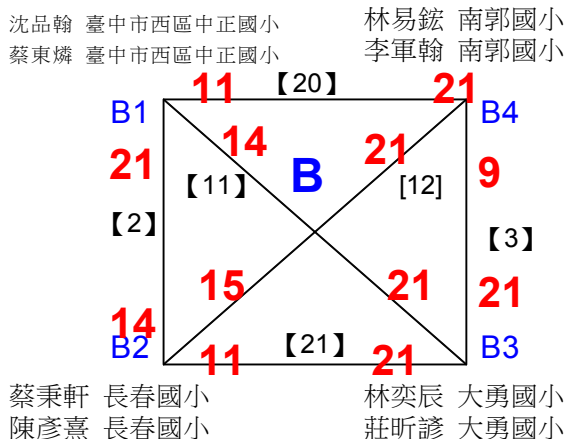 沈品翰 臺中市西區中正國小
蔡東燐 臺中市西區中正國小
林易鋐 南郭國小
李軍翰 南郭國小
11 【20】 21
B1 B4
14 21
21 【11】 B [12] 9
【2】 【3】
15 21 21
14
B2 11 【21】 21 B3
蔡秉軒 長春國小
陳彥熹 長春國小
林奕辰 大勇國小
莊昕諺 大勇國小